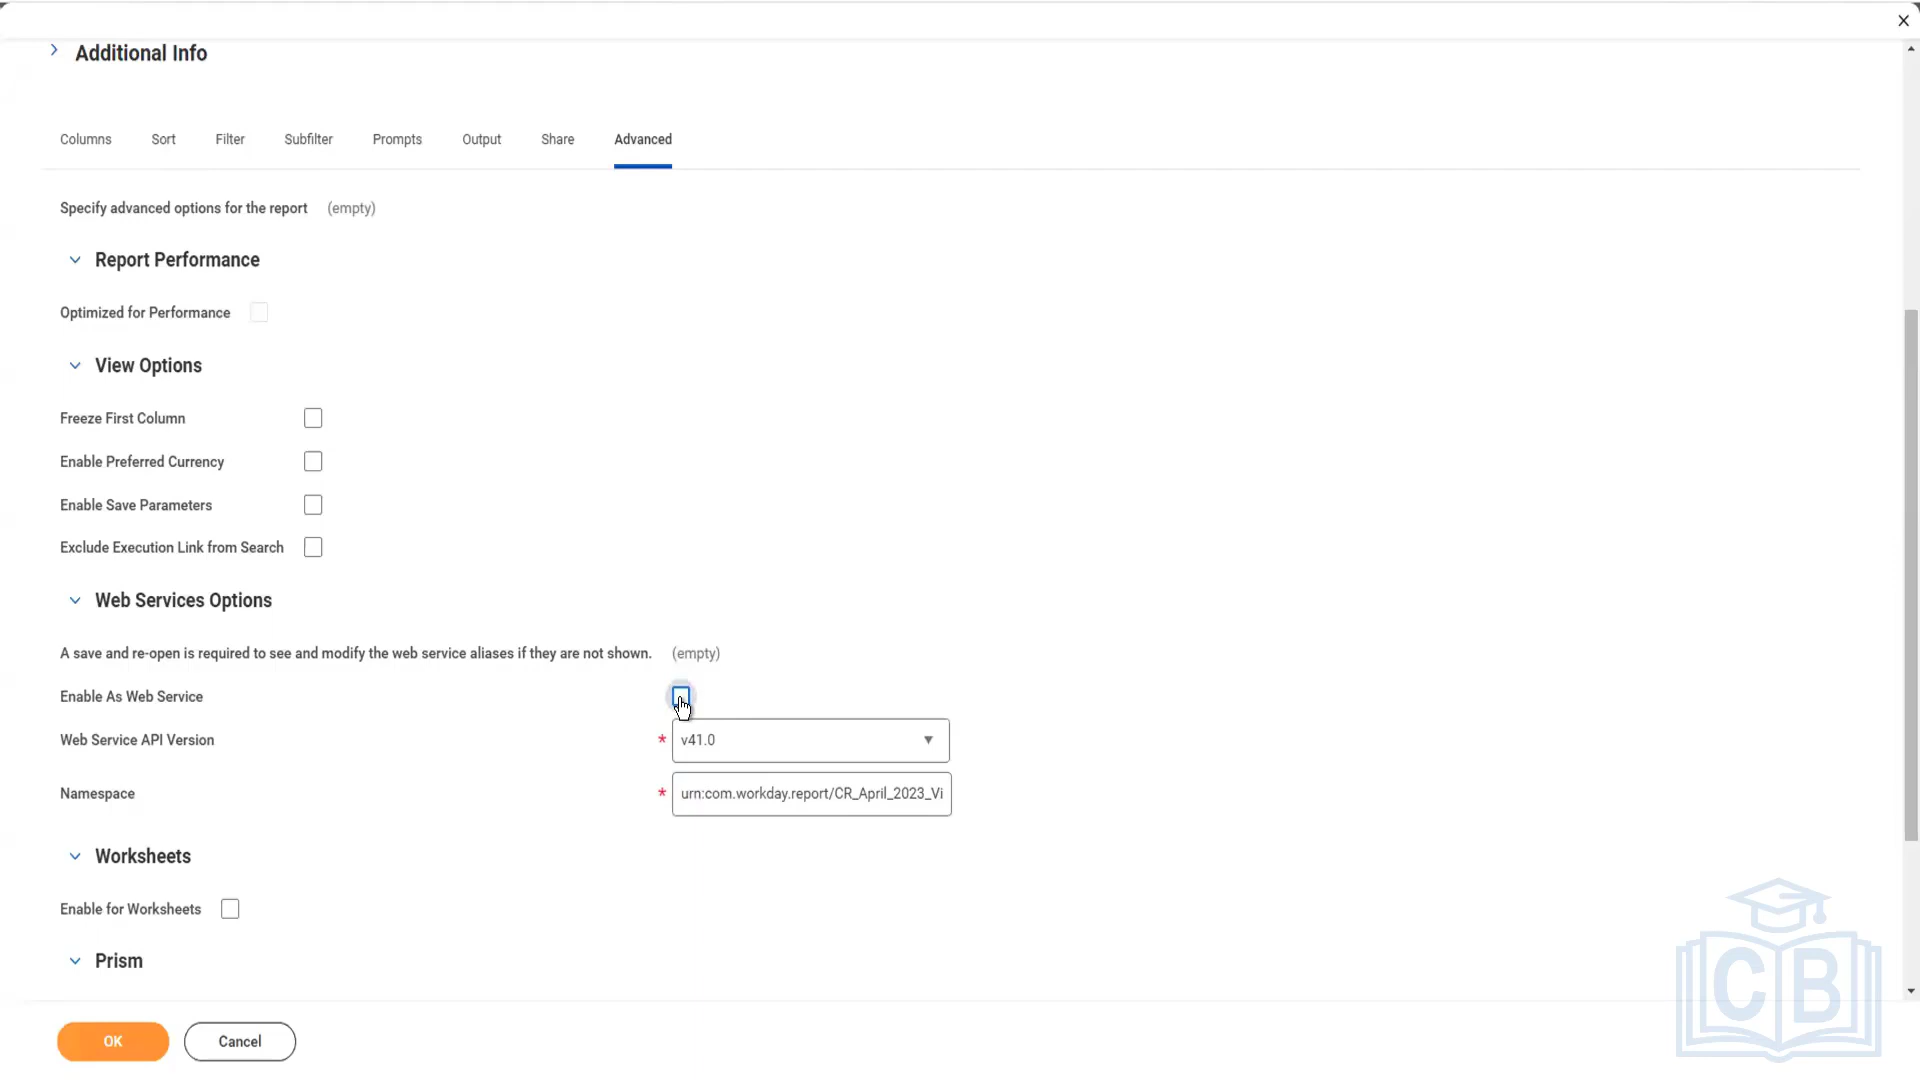 Additional Info
Columns Sort Filter Subfilter Prompts Output Share Advanced
Specify advanced options for the report (empty)
Report Performance
Optimized for Performance
View Options
Freeze First Column
Enable Preferred Currency
Enable Save Parameters
Exclude Execution Link from Search
Web Services Options
A save and re-open is required to see and modify the web service aliases if they are not shown. (empty)
Enable As Web Service
Web Service API Version * v41.0
Namespace * urn:com.workday.report/CR_April_2023_Vi
Worksheets
Enable for Worksheets
Prism
OK Cancel
CB